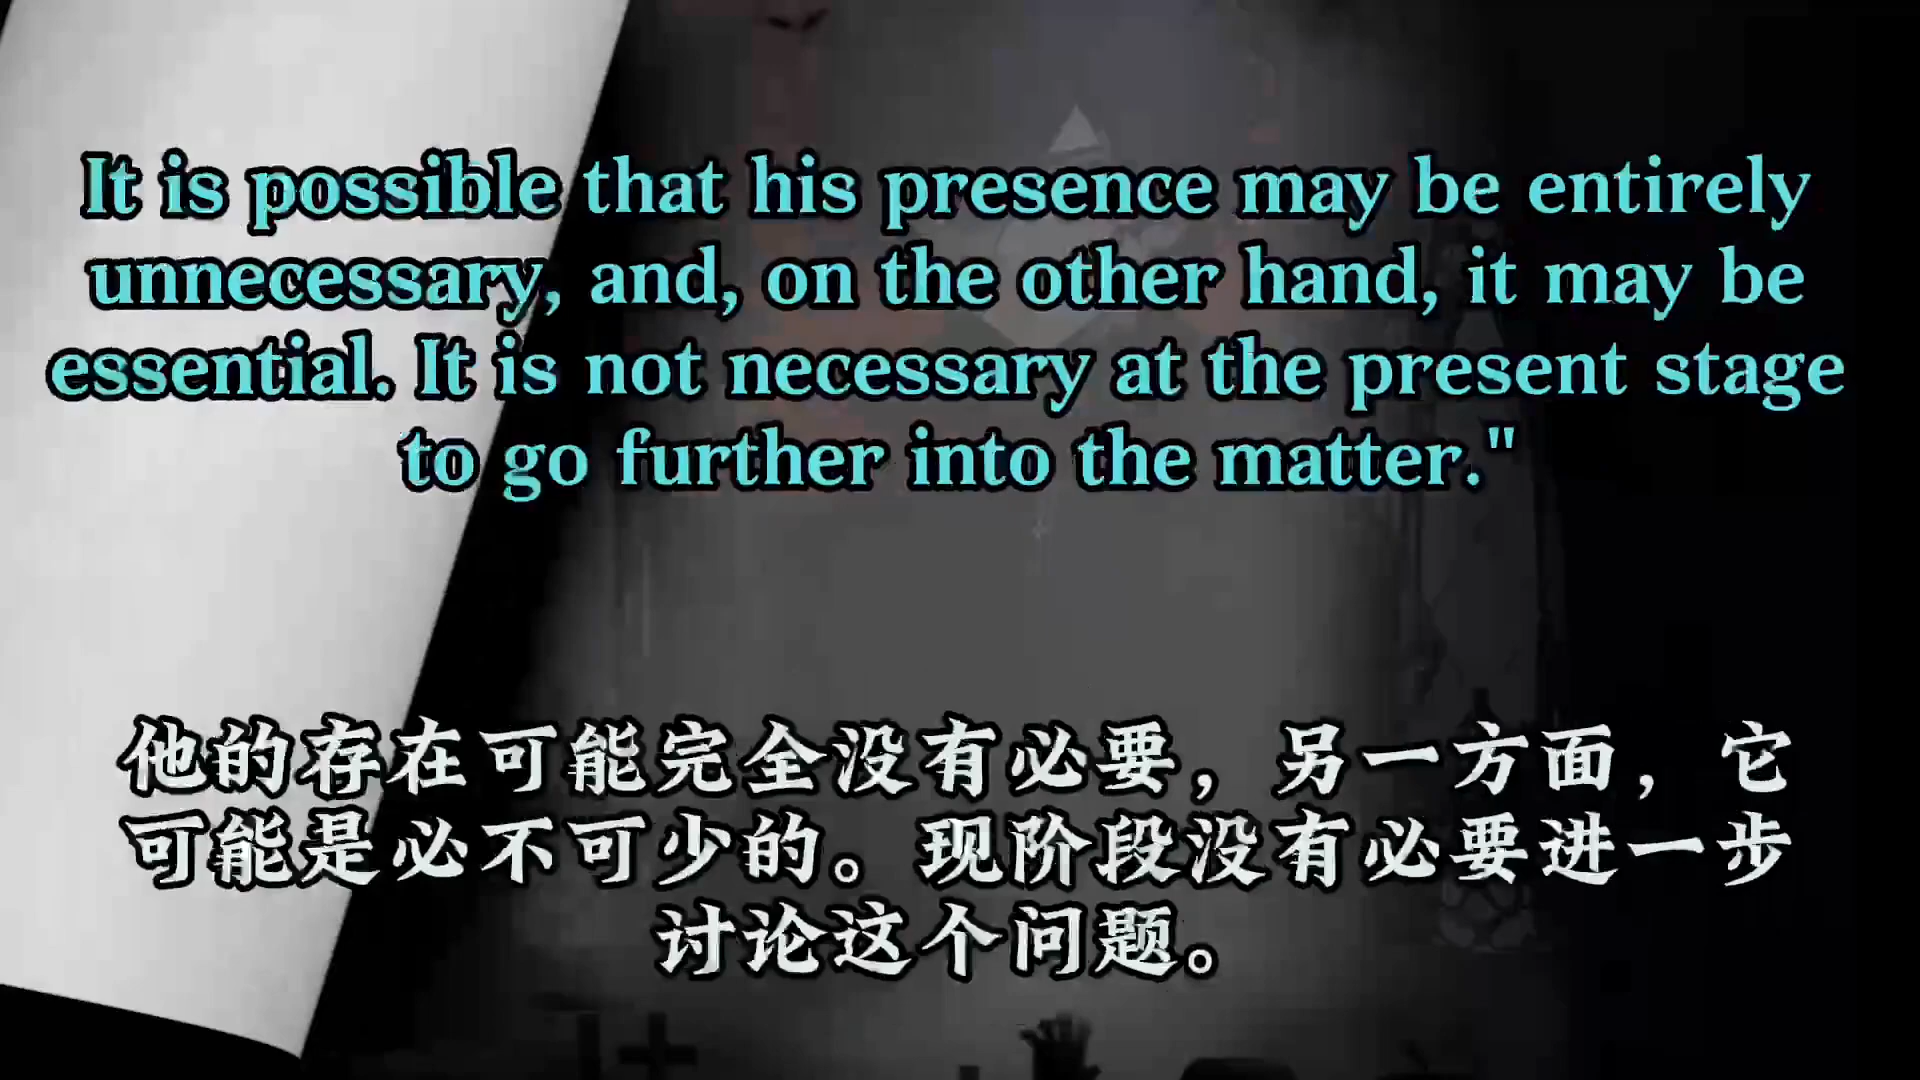 It is possible that his presence may be entirely
unnecessary, and, on the other hand, it may be
essential. It is not necessary at the present stage
to go further into the matter."
他的存在可能完全没有必要，另一方面，它
可能是必不可少的。现阶段没有必要进一步
讨论这个问题。